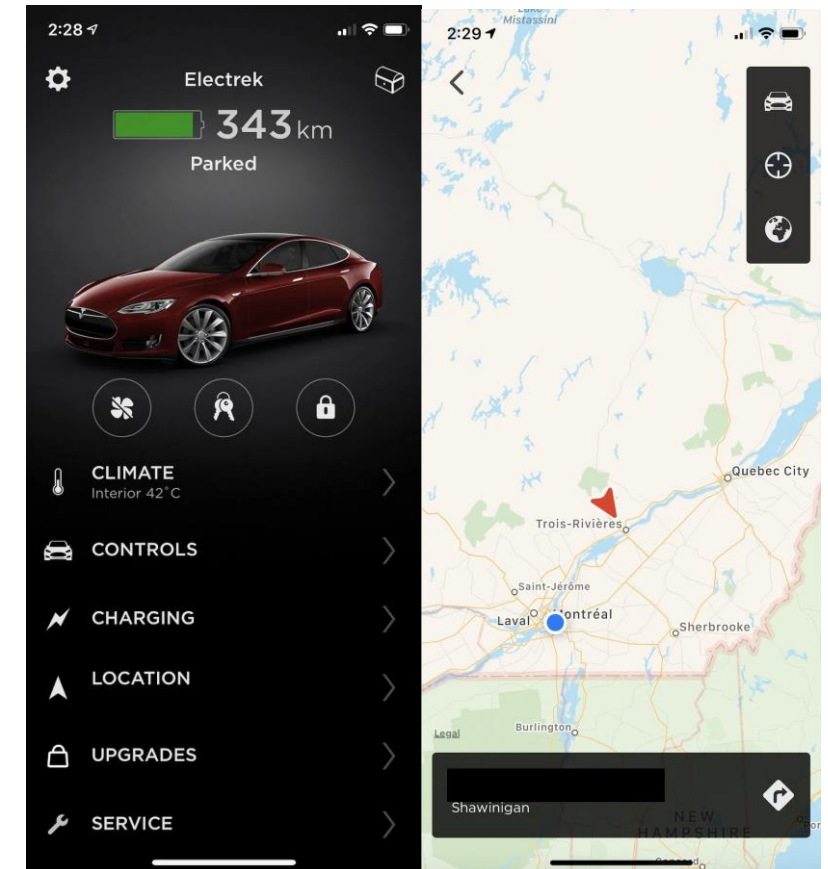 2:28
Electrek
343 km
Parked
CLIMATE
Interior 42°C
CONTROLS
CHARGING
LOCATION
UPGRADES
SERVICE
Mistassini
2:29
Quebec City
Trois-Rivières
Saint-Jérôme
Laval
Montréal
Sherbrooke
Burlington
Legal
Shawinigan
NEW
HAMPSHIRE